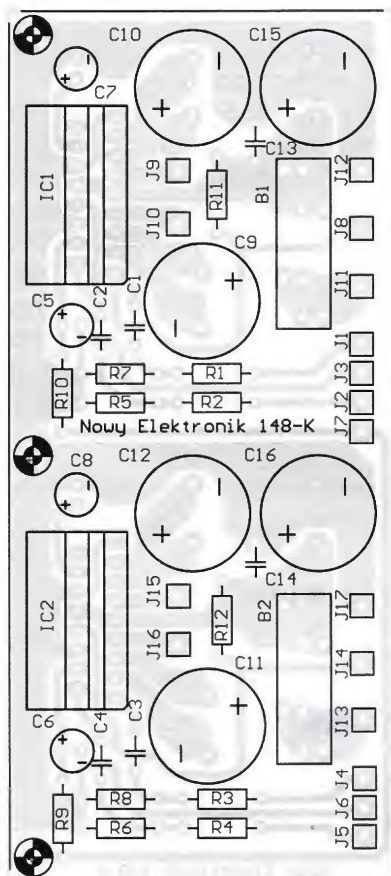 C10
C15
C7
C13
J9
J12
R11
IC1
B1
J10
J8
C9
J11
C5
C2
C1
J1
R7
R1
J3
R10
R5
R2
J2
Nowy Elektronik 148-K
J7
C8
C12
C16
C14
J15
J17
R12
IC2
B2
J16
J14
C11
J13
C6
C4
C3
J4
R8
R3
J6
R9
R6
R4
J5